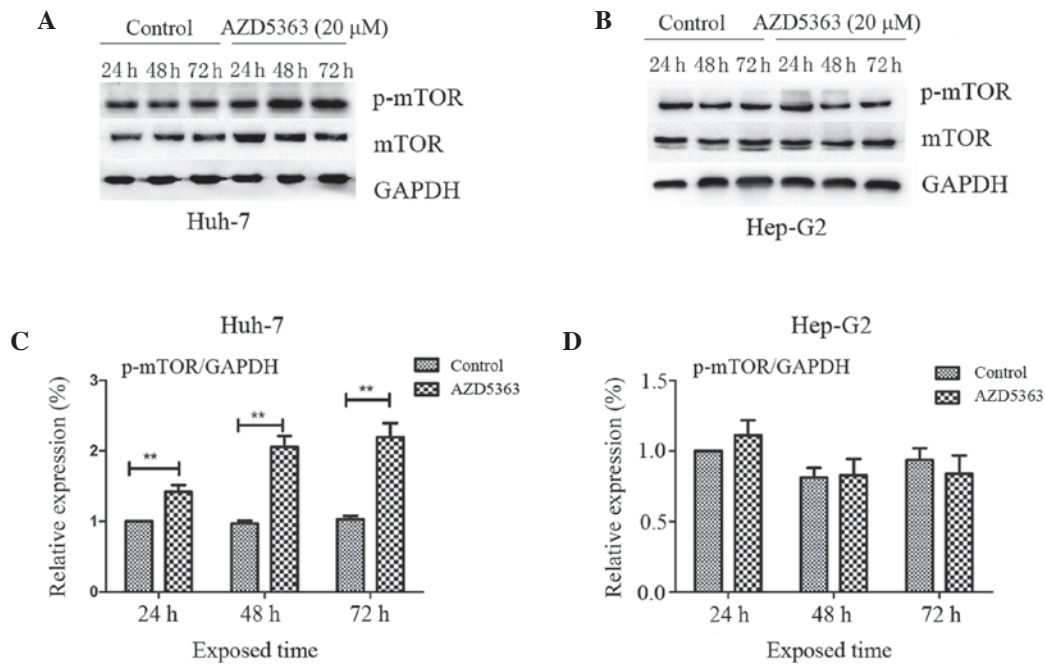 A
Control AZD5363 (20 μM)
24 h 48 h 72 h 24 h 48 h 72 h
p-mTOR
mTOR
GAPDH
Huh-7
B
Control AZD5363 (20 μM)
24 h 48 h 72 h 24 h 48 h 72 h
p-mTOR
mTOR
GAPDH
Hep-G2
C
Huh-7
p-mTOR/GAPDH
Control
AZD5363
Relative expression (%)
3
2
1
0
** ** **
24 h 48 h 72 h
Exposed time
D
Hep-G2
p-mTOR/GAPDH
Control
AZD5363
Relative expression (%)
1.5
1.0
0.5
0.0
24 h 48 h 72 h
Exposed time